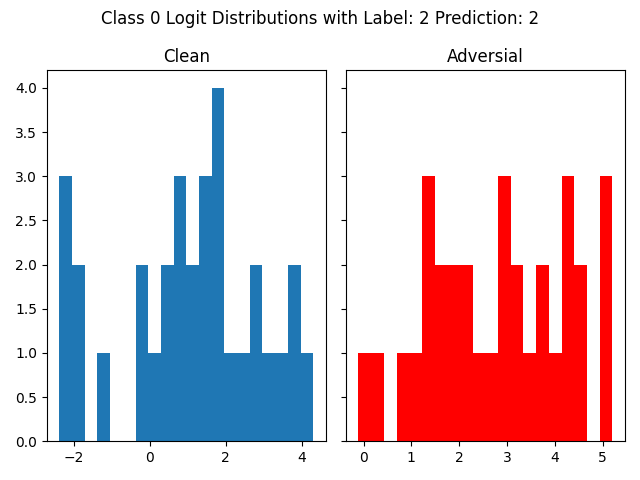 Class 0 Logit Distributions with Label: 2 Prediction: 2
Clean
Adversial
4.0
3.5
3.0
2.5
2.0
1.5
1.0
0.5
0.0
−2 0 2 4
0 1 2 3 4 5